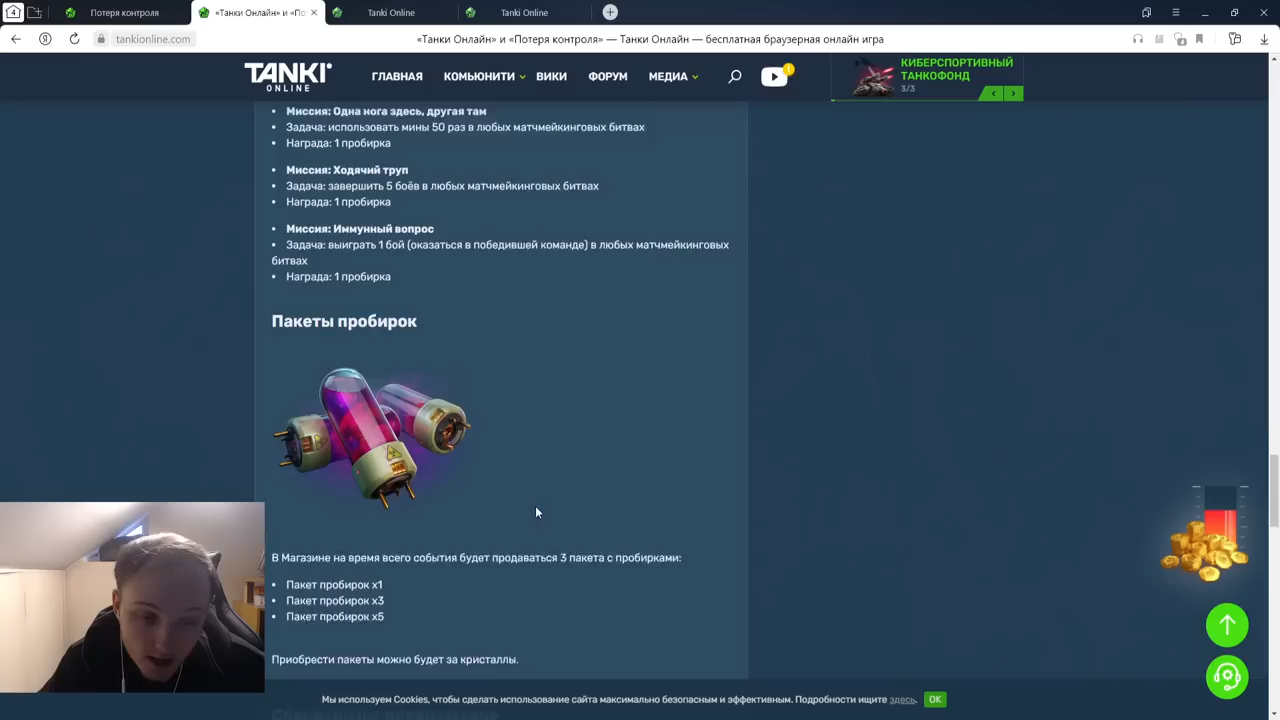 4
Потеря контроля
«Танки Онлайн» и «По
Tanki Online
Tanki Online
tankionline.com
«Танки Онлайн» и «Потеря контроля» — Танки Онлайн — бесплатная браузерная онлайн игра
TANKI
ONLINE
ГЛАВНАЯ
КОМЬЮНИТИ
ВИКИ
ФОРУМ
МЕДИА
КИБЕРСПОРТИВНЫЙ
ТАНКОФОНД
3/3
Миссия: Одна нога здесь, другая там
Задача: использовать мины 50 раз в любых матчмейкинговых битвах
Награда: 1 пробирка
Миссия: Ходячий труп
Задача: завершить 5 боёв в любых матчмейкинговых битвах
Награда: 1 пробирка
Миссия: Иммунный вопрос
Задача: выиграть 1 бой (оказаться в победившей команде) в любых матчмейкинговых
битвах
Награда: 1 пробирка
Пакеты пробирок
В Магазине на время всего события будет продаваться 3 пакета с пробирками:
Пакет пробирок x1
Пакет пробирок x3
Пакет пробирок x5
Приобрести пакеты можно будет за кристаллы.
Мы используем Cookies, чтобы сделать использование сайта максимально безопасным и эффективным. Подробности ищите здесь.
OK